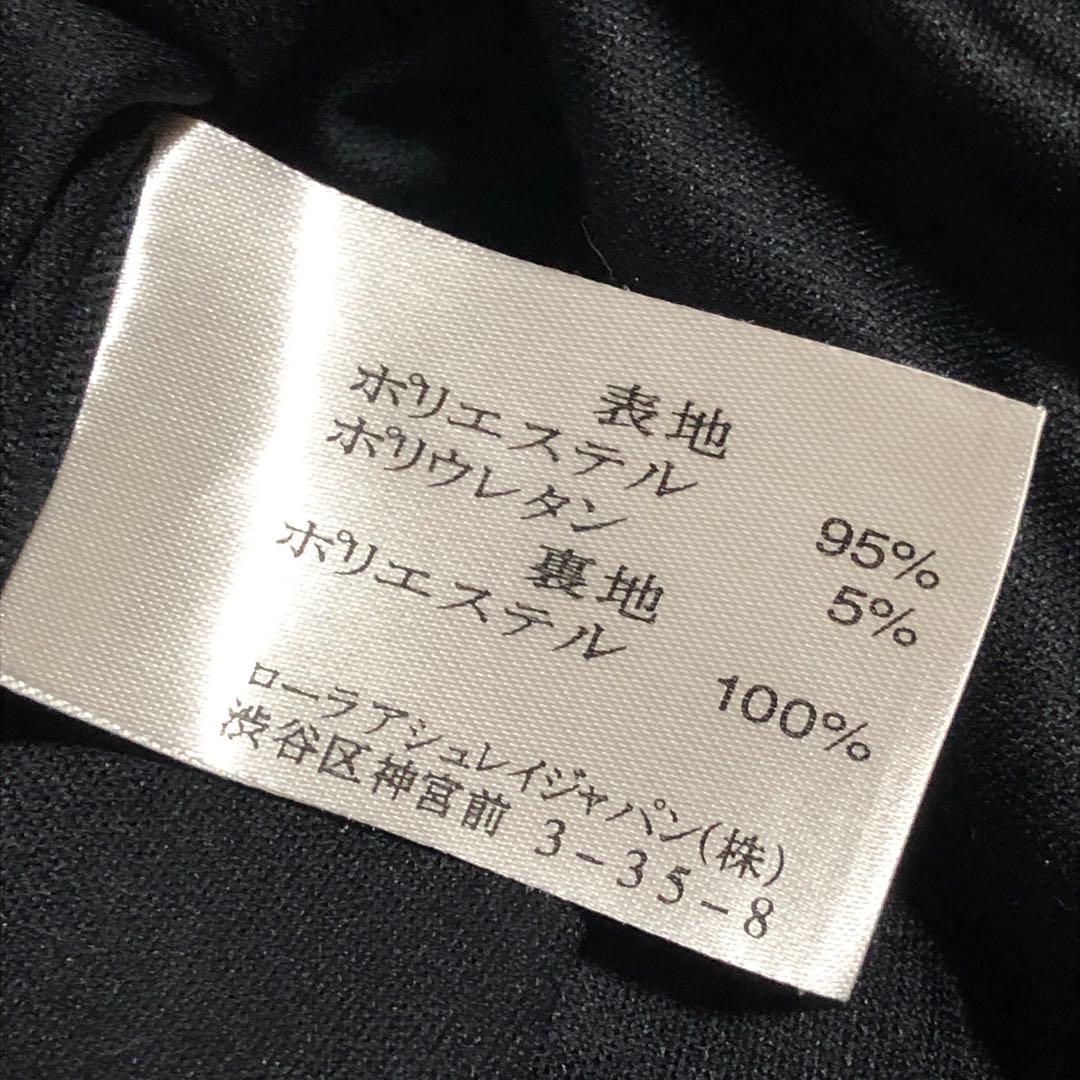 表地
ポリエステル 95%
ポリウレタン 5%
裏地
ポリエステル 100%
ローラアシュレイジャパン(株)
渋谷区神宮前 3-35-8